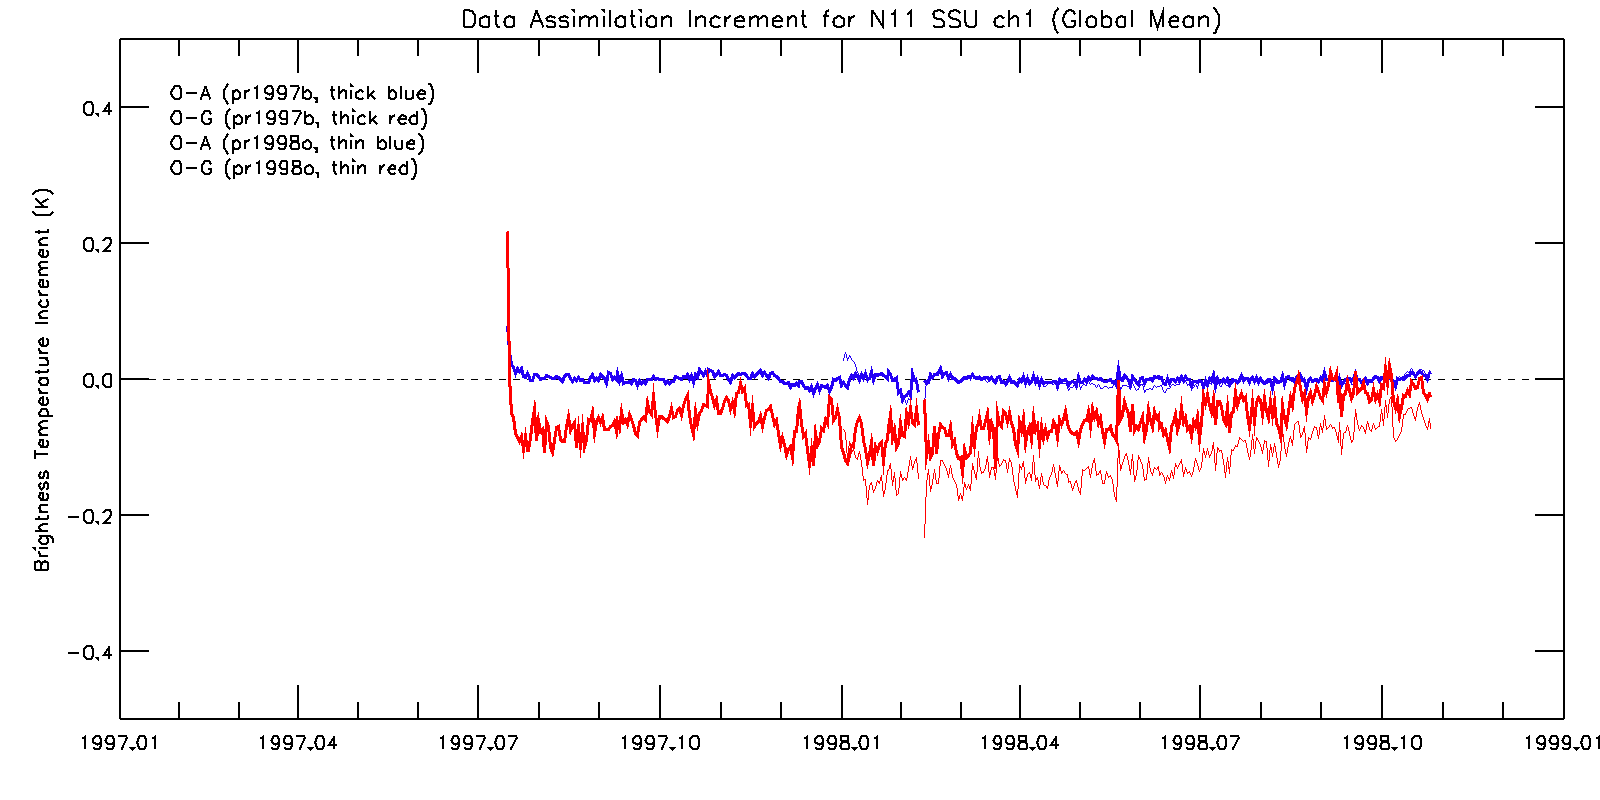 Data Assimilation Increment for N11 SSU ch1 (Global Mean)
O-A (pr1997b, thick blue)
O-G (pr1997b, thick red)
O-A (pr1998o, thin blue)
O-G (pr1998o, thin red)
Brightness Temperature Increment (K)
0.4
0.2
0.0
-0.2
-0.4
1997.01 1997.04 1997.07 1997.10 1998.01 1998.04 1998.07 1998.10 1999.01